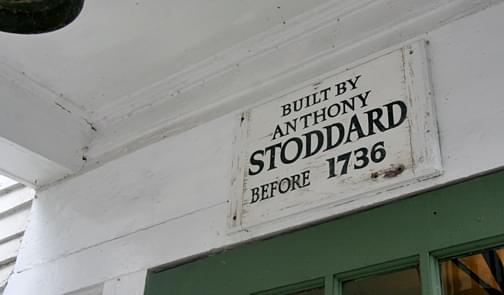 BUILT BY
ANTHONY
STODDARD
BEFORE 1736